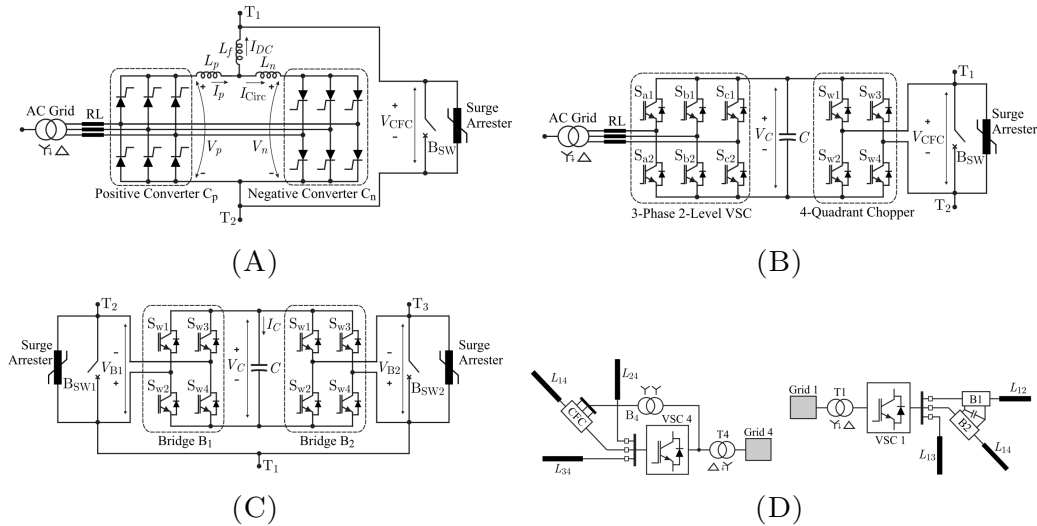 T1
Lf
IDC
Lp
Ln
Ip
ICirc
AC Grid
RL
Vp
Vn
VCFC
BSW
Surge
Arrester
Positive Converter Cp
Negative Converter Cn
T2
(A)
T1
Sa1
Sb1
Sc1
Sw1
Sw3
AC Grid
RL
VC
C
VCFC
BSW
Surge
Arrester
Sa2
Sb2
Sc2
Sw2
Sw4
3-Phase 2-Level VSC
4-Quadrant Chopper
T2
(B)
T2
T3
Sw1
Sw3
IC
Sw1
Sw3
Surge
Arrester
BSW1
VB1
VC
C
VB2
BSW2
Surge
Arrester
Sw2
Sw4
Sw2
Sw4
Bridge B1
Bridge B2
T1
(C)
L14
L24
CFC
B4
VSC 4
T4
Grid 4
L34
Grid 1
T1
VSC 1
B1
L12
B2
L13
L14
(D)